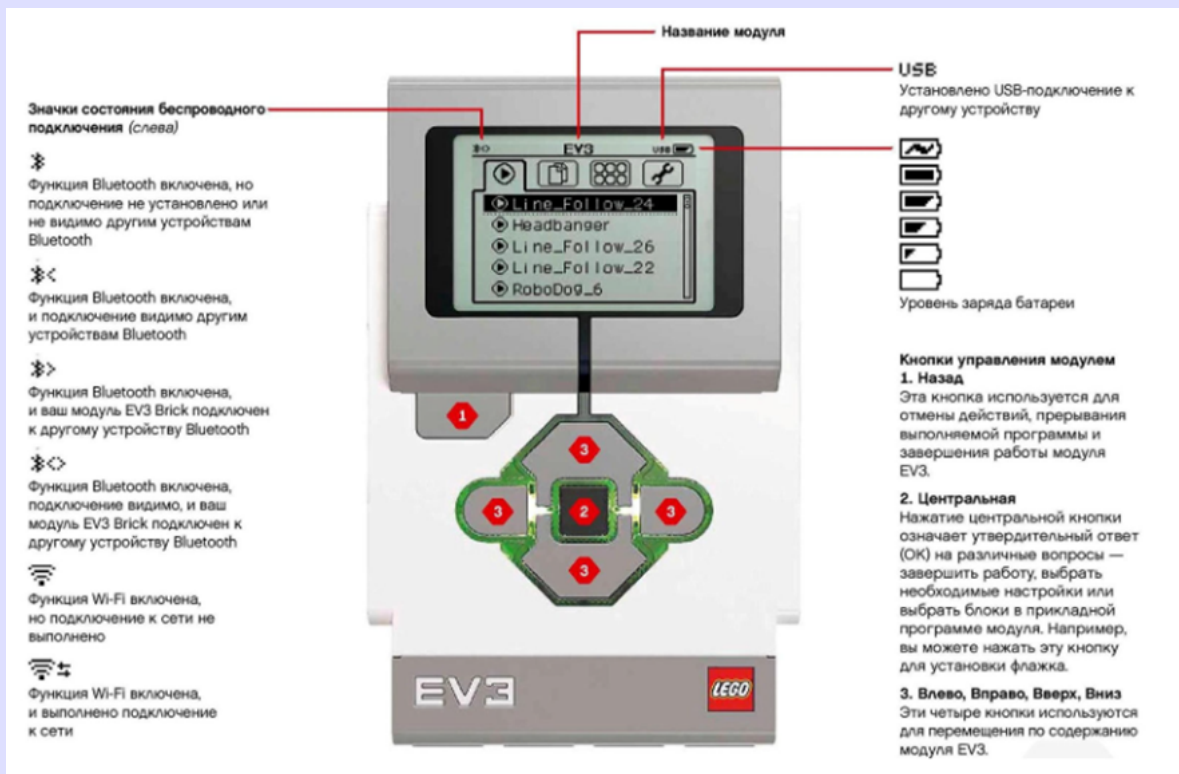 Название модуля
Значки состояния беспроводного
подключения (слева)
Функция Bluetooth включена, но
подключение не установлено или
не видимо другим устройствам
Bluetooth
Функция Bluetooth включена,
и подключение видимо другим
устройствам Bluetooth
Функция Bluetooth включена,
и ваш модуль EV3 Brick подключен
к другому устройству Bluetooth
Функция Bluetooth включена,
подключение видимо, и ваш
модуль EV3 Brick подключен к
другому устройству Bluetooth
Функция Wi-Fi включена,
но подключение к сети не
выполнено
Функция Wi-Fi включена,
и выполнено подключение
к сети
EV3 USB
Line_Follow_24
Headbanger
Line_Follow_26
Line_Follow_22
RoboDog_6
1
3
3 2 3
3
EV3 LEGO
USB
Установлено USB-подключение к
другому устройству
Уровень заряда батареи
Кнопки управления модулем
1. Назад
Эта кнопка используется для
отмены действий, прерывания
выполняемой программы и
завершения работы модуля
EV3.
2. Центральная
Нажатие центральной кнопки
означает утвердительный ответ
(ОК) на различные вопросы —
завершить работу, выбрать
необходимые настройки или
выбрать блоки в прикладной
программе модуля. Например,
вы можете нажать эту кнопку
для установки флажка.
3. Влево, Вправо, Вверх, Вниз
Эти четыре кнопки используются
для перемещения по содержанию
модуля EV3.